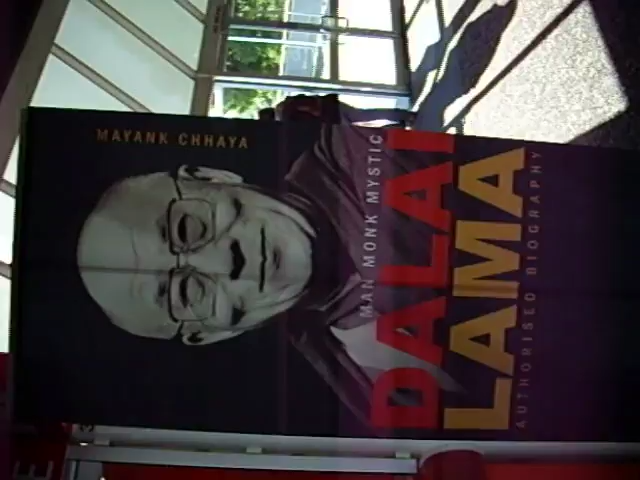 MAYANK CHHAYA
MAN MONK MYSTIC
DALAI
LAMA
AUTHORISED BIOGRAPHY